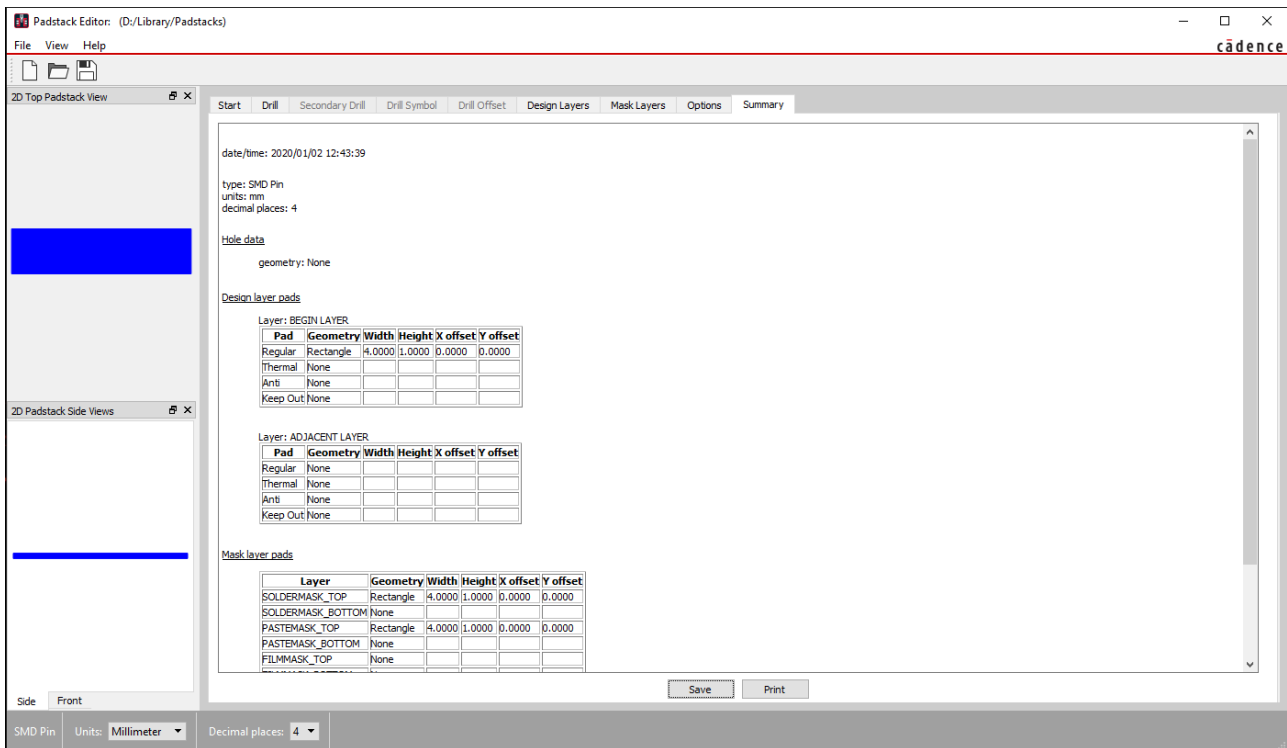 Padstack Editor: (D:/Library/Padstacks)
File View Help
cādence
2D Top Padstack View
Start Drill Secondary Drill Drill Symbol Drill Offset Design Layers Mask Layers Options Summary
date/time: 2020/01/02 12:43:39
type: SMD Pin
units: mm
decimal places: 4
Hole data
geometry: None
Design layer pads
Layer: BEGIN LAYER
Pad Geometry Width Height X offset Y offset
Regular Rectangle 4.0000 1.0000 0.0000 0.0000
Thermal None
Anti None
Keep Out None
2D Padstack Side Views
Layer: ADJACENT LAYER
Pad Geometry Width Height X offset Y offset
Regular None
Thermal None
Anti None
Keep Out None
Mask layer pads
Layer Geometry Width Height X offset Y offset
SOLDERMASK_TOP Rectangle 4.0000 1.0000 0.0000 0.0000
SOLDERMASK_BOTTOM None
PASTEMASK_TOP Rectangle 4.0000 1.0000 0.0000 0.0000
PASTEMASK_BOTTOM None
FILMMASK_TOP None
Save Print
Side Front
SMD Pin Units: Millimeter Decimal places: 4